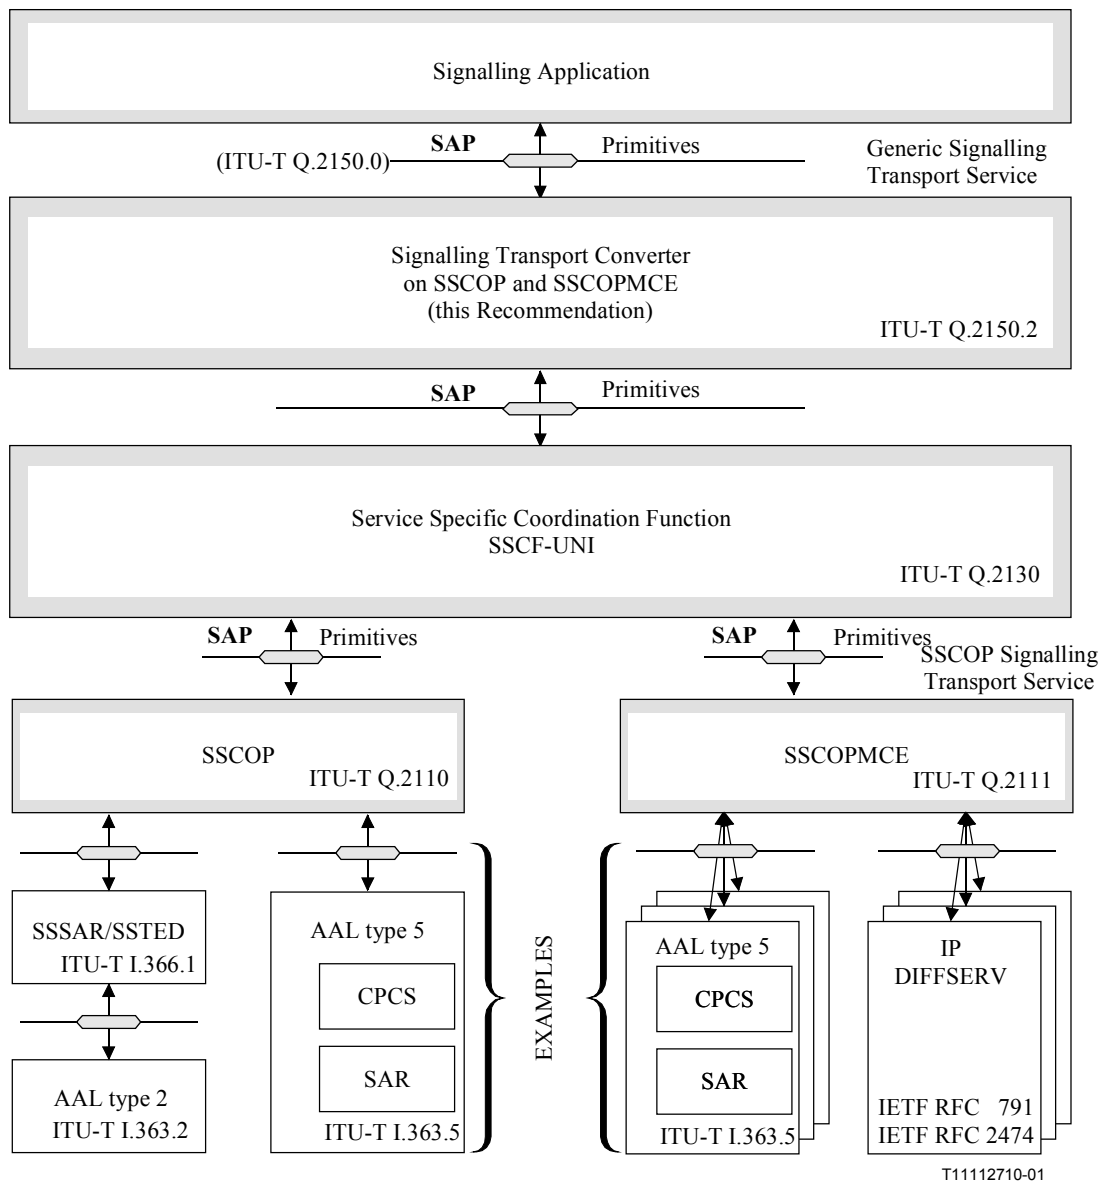 Signalling Application
SAP
Primitives
(ITU-T Q.2150.0)
Generic Signalling
Transport Service
Signalling Transport Converter
on SSCOP and SSCOPMCE
(this Recommendation)
ITU-T Q.2150.2
SAP
Primitives
Service Specific Coordination Function
SSCF-UNI
ITU-T Q.2130
SAP
Primitives
SAP
Primitives
SSCOP Signalling
Transport Service
SSCOP
ITU-T Q.2110
SSCOPMCE
ITU-T Q.2111
SSSAR/SSTED
ITU-T I.366.1
AAL type 2
ITU-T I.363.2
AAL type 5
CPCS
SAR
ITU-T I.363.5
EXAMPLES
AAL type 5
CPCS
SAR
ITU-T I.363.5
IP
DIFFSERV
IETF RFC 791
IETF RFC 2474
T11112710-01